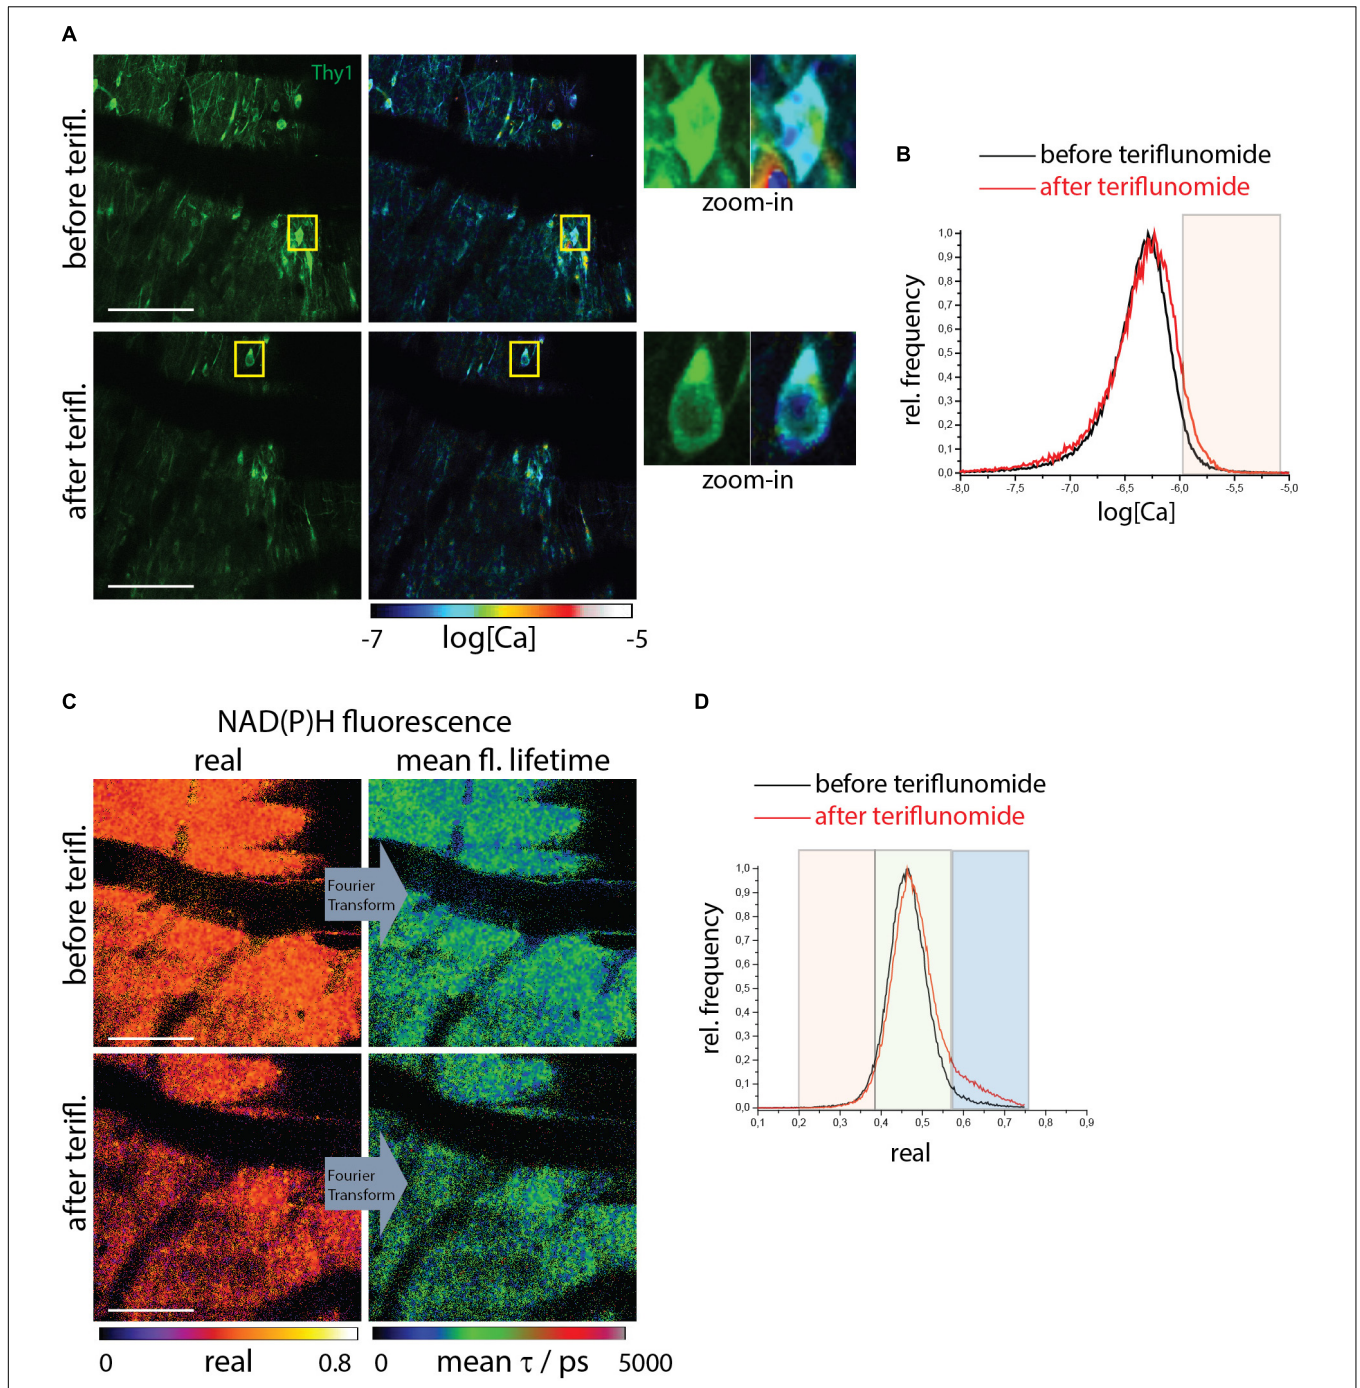 A
Thy1
before terifl.
zoom-in
after terifl.
zoom-in
-7
log[Ca]
-5
B
before teriflunomide
after teriflunomide
rel. frequency
1,0
0,9
0,8
0,7
0,6
0,5
0,4
0,3
0,2
0,1
0,0
-8,0
-7,5
-7,0
-6,5
-6,0
-5,5
-5,0
log[Ca]
C
NAD(P)H fluorescence
real
mean fl. lifetime
before terifl.
Fourier
Transform
after terifl.
Fourier
Transform
0
real
0.8
0
mean τ / ps
5000
D
before teriflunomide
after teriflunomide
rel. frequency
1,0
0,9
0,8
0,7
0,6
0,5
0,4
0,3
0,2
0,1
0,0
0,1
0,2
0,3
0,4
0,5
0,6
0,7
0,8
0,9
real